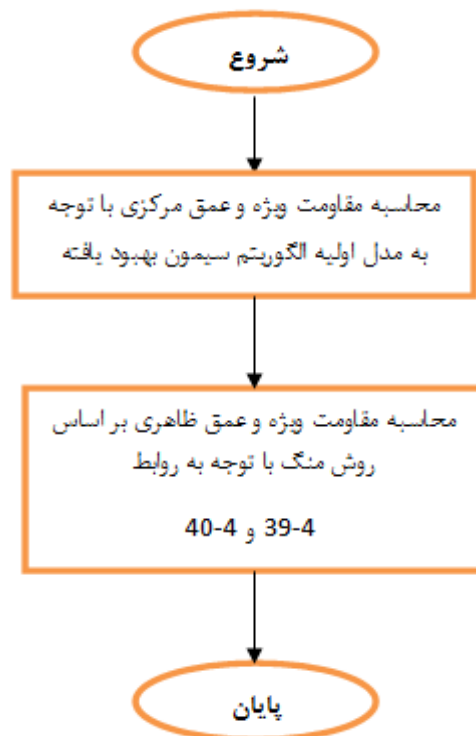 شروع
محاسبه مقاومت ویژه و عمق مرکزی با توجه
به مدل اولیه الگوریتم سیمون بهبود یافته
محاسبه مقاومت ویژه و عمق ظاهری بر اساس
روش منگ با توجه به روابط
39-4 و 40-4
پایان